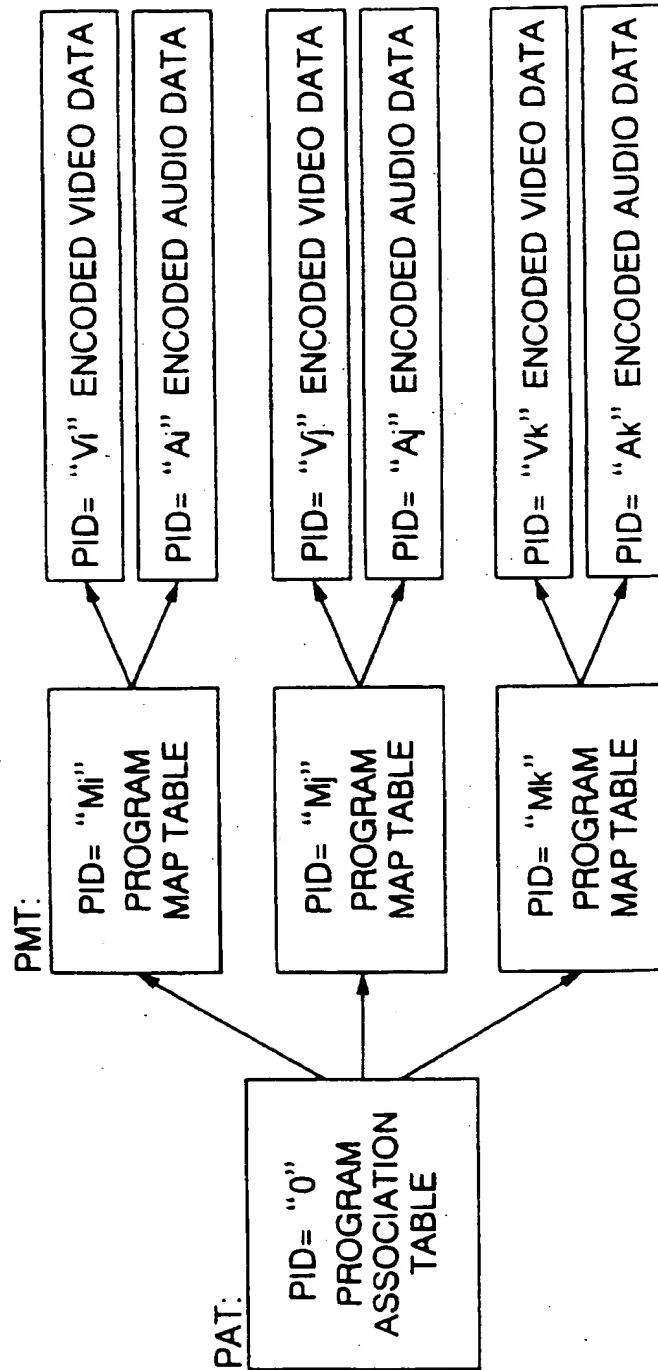 PAT:
PID= “0”
PROGRAM
ASSOCIATION
TABLE
PMT:
PID= “Mi”
PROGRAM
MAP TABLE
PID= “Mj”
PROGRAM
MAP TABLE
PID= “Mk”
PROGRAM
MAP TABLE
PID= “Vi” ENCODED VIDEO DATA
PID= “Ai” ENCODED AUDIO DATA
PID= “Vj” ENCODED VIDEO DATA
PID= “Aj” ENCODED AUDIO DATA
PID= “Vk” ENCODED VIDEO DATA
PID= “Ak” ENCODED AUDIO DATA